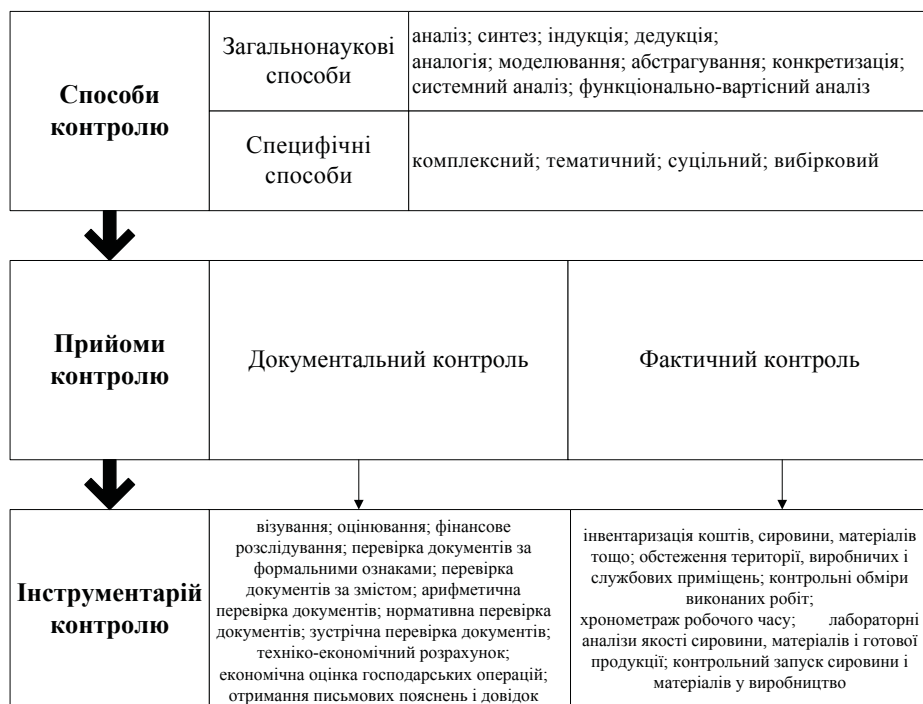 Способи
контролю
Загальнонаукові
способи
аналіз; синтез; індукція; дедукція;
аналогія; моделювання; абстрагування; конкретизація;
системний аналіз; функціонально-вартісний аналіз
Специфічні
способи
комплексний; тематичний; суцільний; вибірковий
Прийоми
контролю
Документальний контроль
Фактичний контроль
Інструментарій
контролю
візування; оцінювання; фінансове
розслідування; перевірка документів за
формальними ознаками; перевірка
документів за змістом; арифметична
перевірка документів; нормативна перевірка
документів; зустрічна перевірка документів;
техніко-економічний розрахунок;
економічна оцінка господарських операцій;
отримання письмових пояснень і довідок
інвентаризація коштів, сировини, матеріалів
тощо; обстеження території, виробничих і
службових приміщень; контрольні обміри
виконаних робіт;
хронометраж робочого часу; лабораторні
аналізи якості сировини, матеріалів і готової
продукції; контрольний запуск сировини і
матеріалів у виробництво